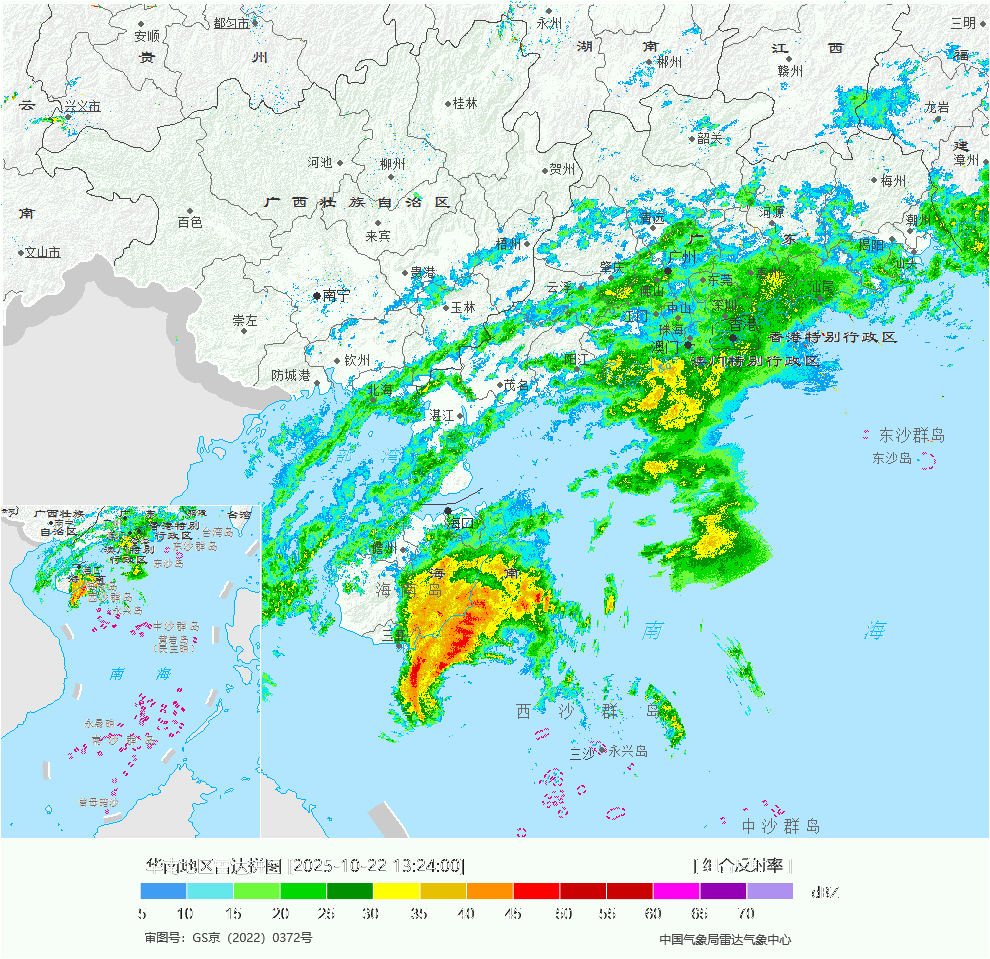 永州
三明
都匀市
安顺
湖 南
江 西
贵 州
郴州
赣州
福
云
兴义市
桂林
龙岩
韶关
建
漳州
河池
柳州
贺州
梅州
广西壮族自治区
南
百色
清远
河源
广 东
来宾
梧州
揭阳
文山市
肇庆
广州
贵港
云浮
东莞
南宁
玉林
中山
崇左
珠海
香港
香港特别行政区
澳门
澳门特别行政区
钦州
阳江
防城港
茂名
北海
湛江
东沙群岛
东沙岛
海口
儋州
海 南
海南岛
三亚
南 海
西沙群岛
三沙
永兴岛
中沙群岛
广西壮族
自治区
南宁
香港特别
行政区
台湾
台湾岛
澳门特别
行政区
东沙群岛
东沙岛
永兴岛
中沙群岛
黄岩岛
南 海
永暑礁
南沙群岛
曾母暗沙
华南地区雷达拼图 [2025-10-22 13:24:00]
[组合反射率]
dBZ
5 10 15 20 25 30 35 40 45 50 55 60 65 70
审图号：GS京（2022）0372号
中国气象局雷达气象中心